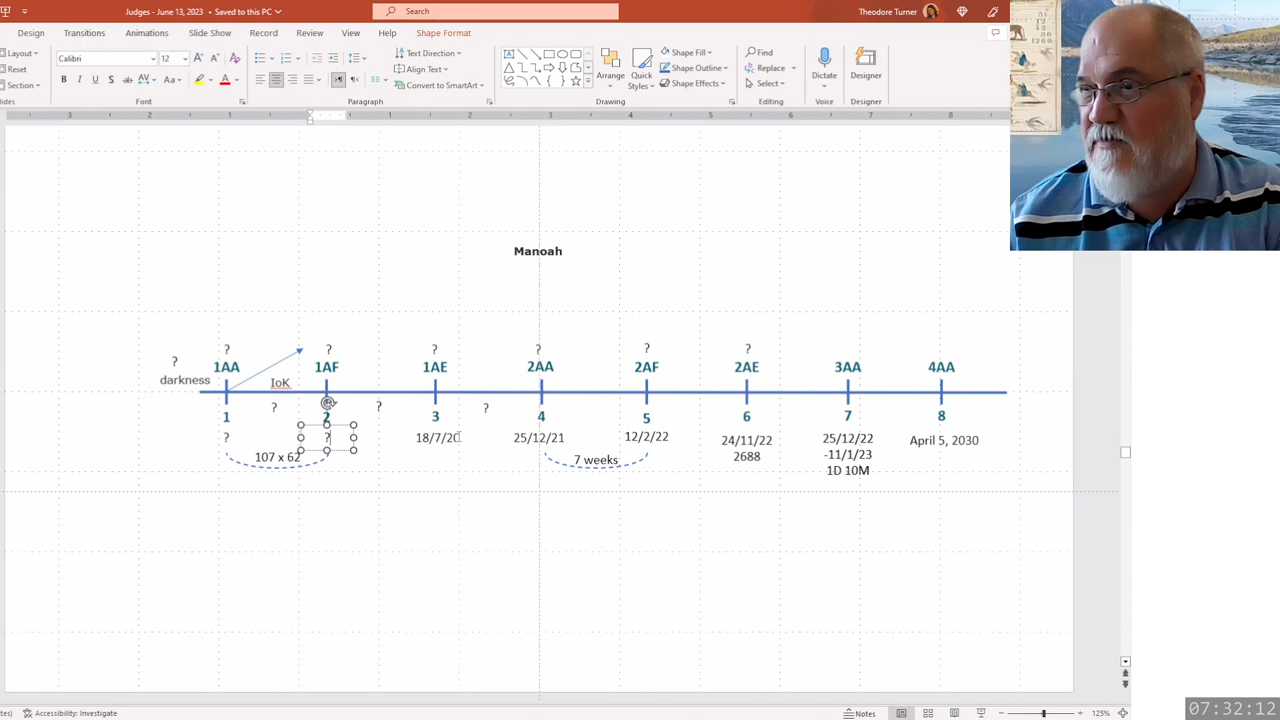 Judges - June 13, 2023 • Saved to this PC
Search
Theodore Turner
Design
Transitions
Animations
Slide Show
Record
Review
View
Help
Shape Format
Layout
Reset
Section
Calibri
12
Text Direction
Align Text
Convert to SmartArt
Arrange
Quick
Styles
Shape Fill
Shape Outline
Shape Effects
Find
Replace
Select
Dictate
Designer
Font
Paragraph
Drawing
Editing
Voice
Designer
Manoah
? ? ? ? ? ? ?
darkness 1AA 1AF 1AE 2AA 2AF 2AE 3AA 4AA
IoK
? ? ?
1 2 3 4 5 6 7 8
? ? 18/7/20 25/12/21 12/2/22 24/11/22 25/12/22 April 5, 2030
107 x 62 7 weeks 2688 -11/1/23
1D 10M
tes)
Accessibility: Investigate
Notes
125%
07:32:12